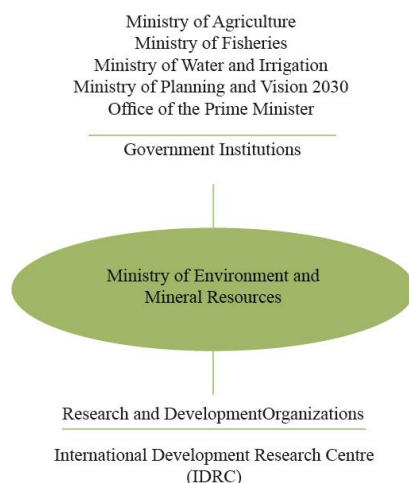 Ministry of Agriculture
Ministry of Fisheries
Ministry of Water and Irrigation
Ministry of Planning and Vision 2030
Office of the Prime Minister
Government Institutions
Ministry of Environment and
Mineral Resources
Research and DevelopmentOrganizations
International Development Research Centre
(IDRC)